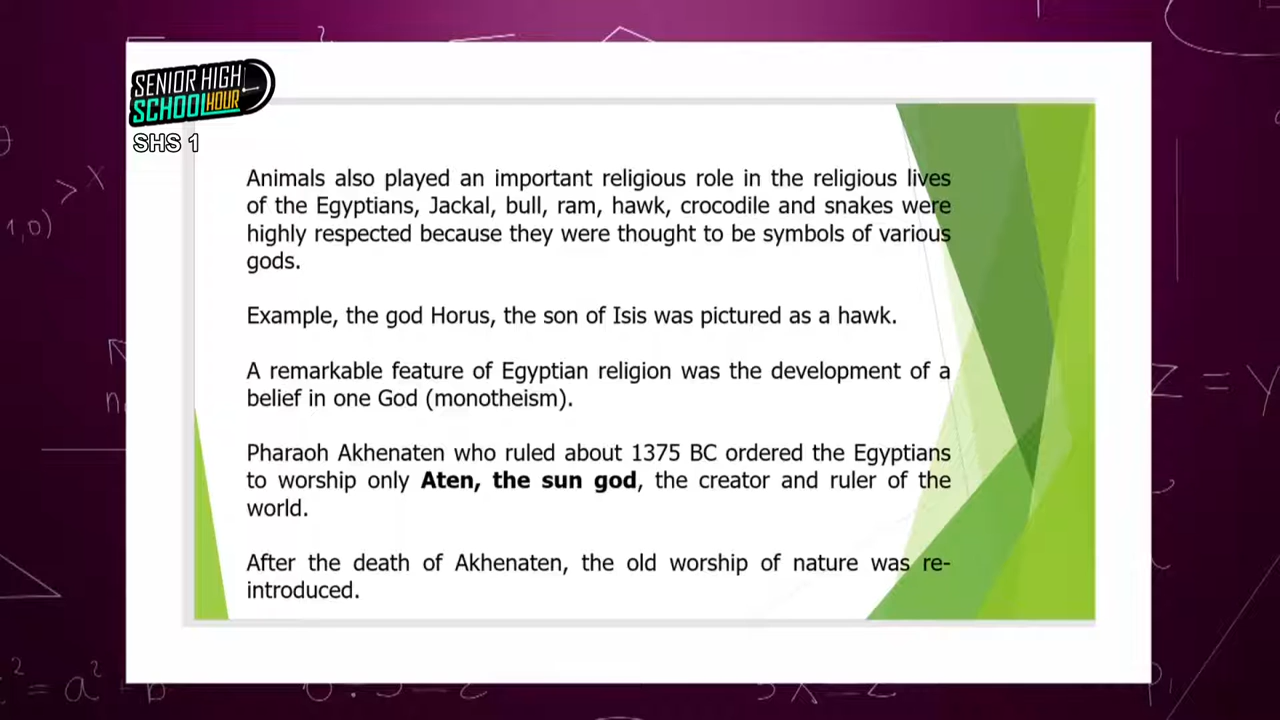 SENIOR HIGH
SCHOOL HOUR
SHS 1
Animals also played an important religious role in the religious lives
of the Egyptians, Jackal, bull, ram, hawk, crocodile and snakes were
highly respected because they were thought to be symbols of various
gods.
Example, the god Horus, the son of Isis was pictured as a hawk.
A remarkable feature of Egyptian religion was the development of a
belief in one God (monotheism).
Pharaoh Akhenaten who ruled about 1375 BC ordered the Egyptians
to worship only Aten, the sun god, the creator and ruler of the
world.
After the death of Akhenaten, the old worship of nature was re-
introduced.
> x
1,0)
z = y